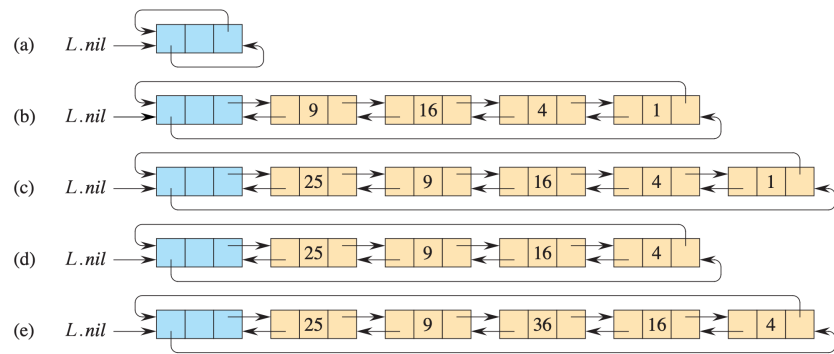 (a) L.nil
(b) L.nil 9 16 4 1
(c) L.nil 25 9 16 4 1
(d) L.nil 25 9 16 4
(e) L.nil 25 9 36 16 4